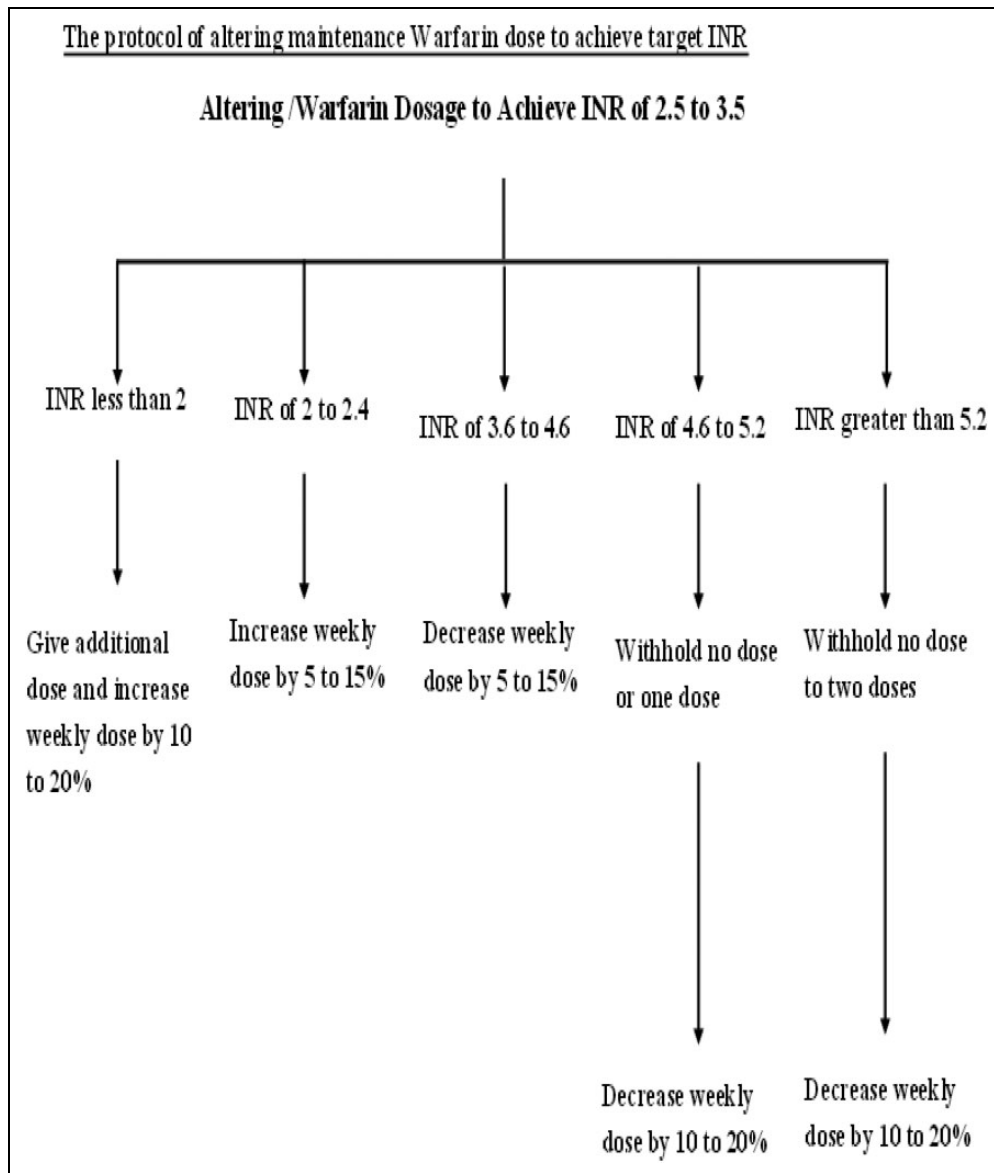 The protocol of altering maintenance Warfarin dose to achieve target INR
Altering /Warfarin Dosage to Achieve INR of 2.5 to 3.5
INR less than 2
INR of 2 to 2.4
INR of 3.6 to 4.6
INR of 4.6 to 5.2
INR greater than 5.2
Give additional
dose and increase
weekly dose by 10
to 20%
Increase weekly
dose by 5 to 15%
Decrease weekly
dose by 5 to 15%
Withhold no dose
or one dose
Withhold no dose
to two doses
Decrease weekly
dose by 10 to 20%
Decrease weekly
dose by 10 to 20%